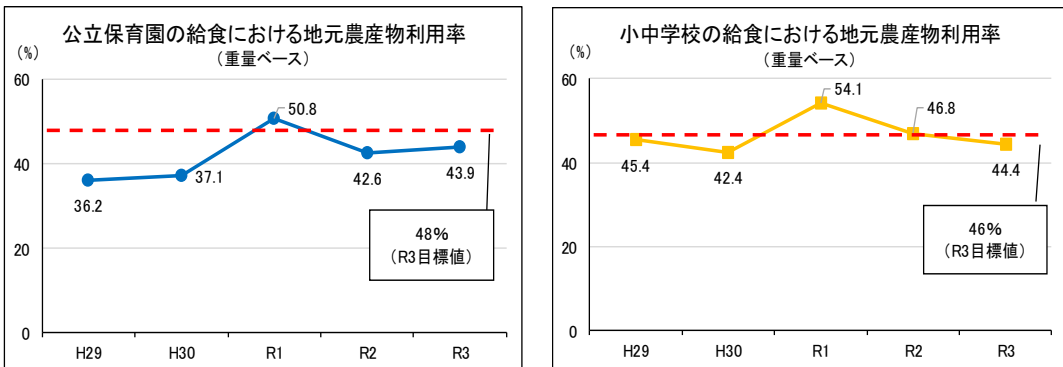 公立保育園の給食における地元農産物利用率
(重量ベース)
(%)
60
40
20
0
50.8
36.2
37.1
42.6
43.9
48%
(R3目標値)
H29
H30
R1
R2
R3
小中学校の給食における地元農産物利用率
(重量ベース)
(%)
60
40
20
0
54.1
46.8
45.4
42.4
44.4
46%
(R3目標値)
H29
H30
R1
R2
R3